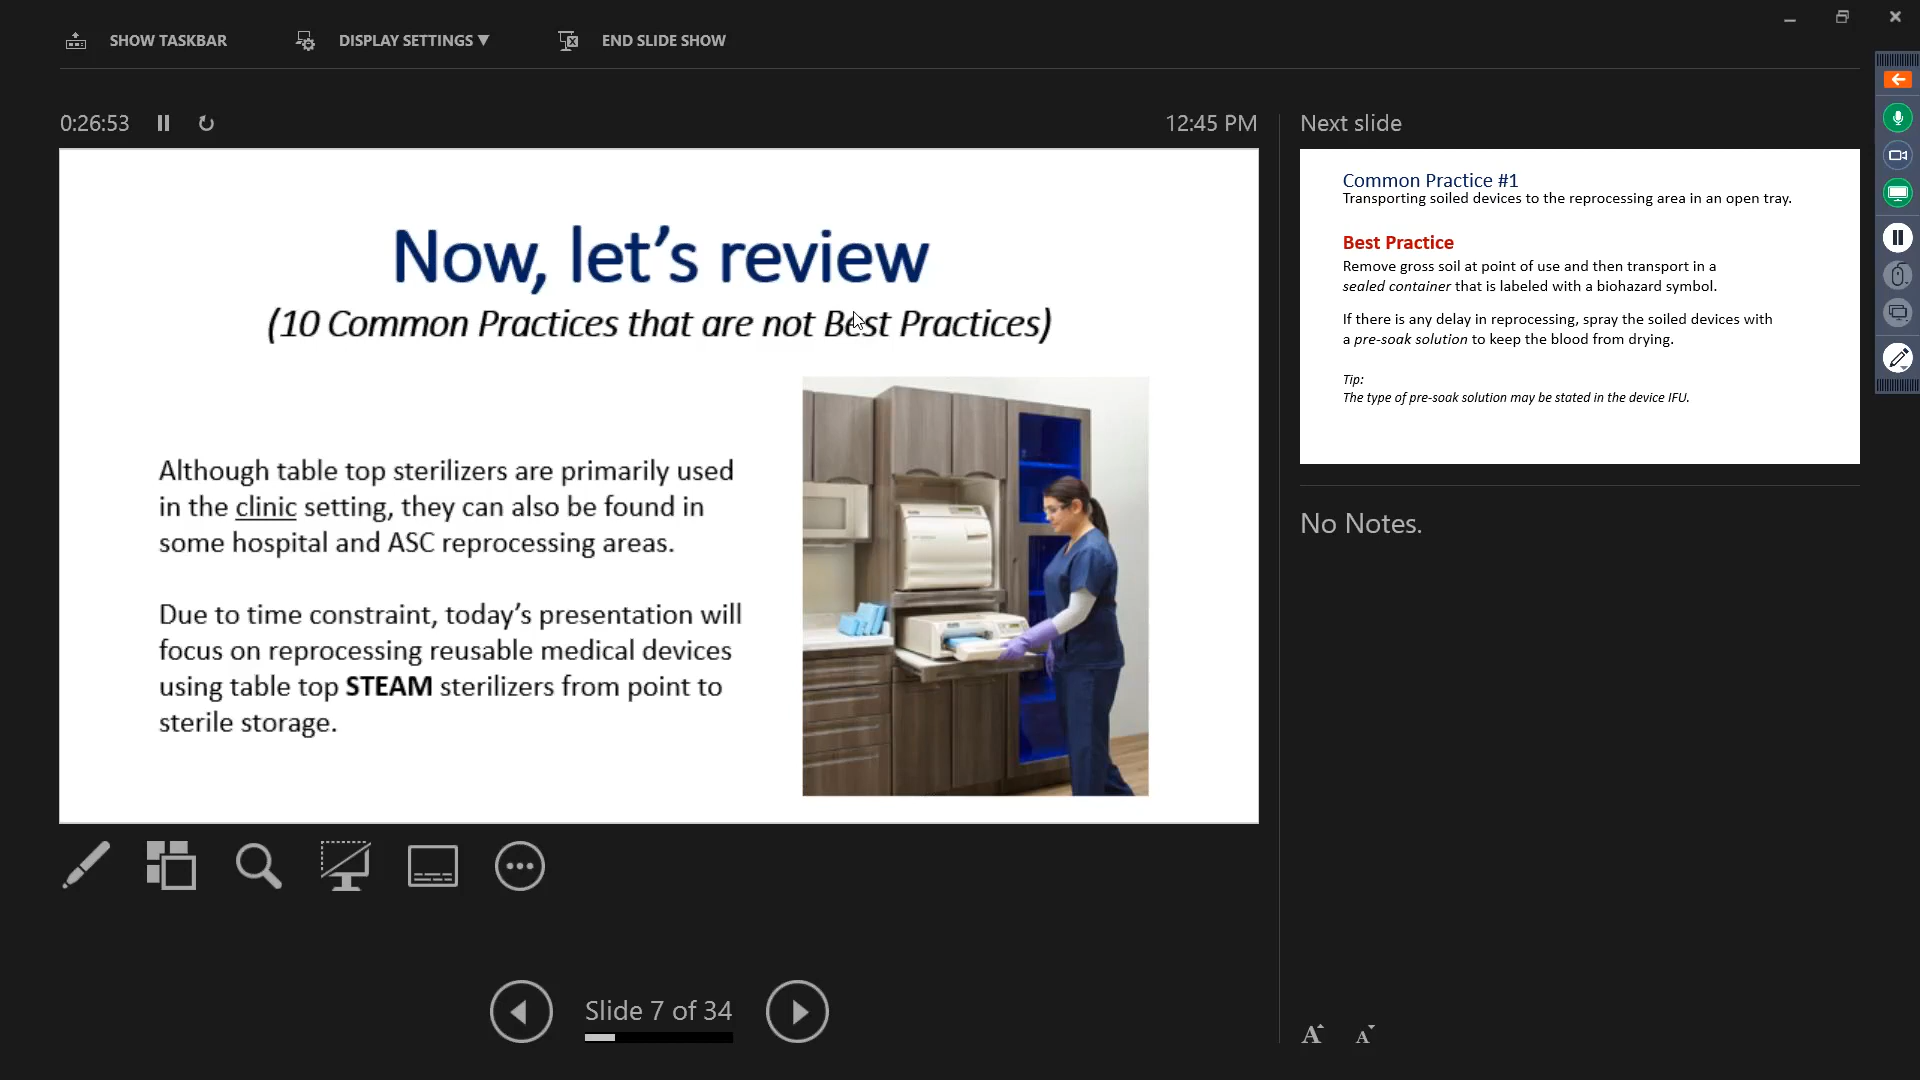 SHOW TASKBAR
DISPLAY SETTINGS ▼
END SLIDE SHOW
0:26:53
12:45 PM
Now, let’s review
(10 Common Practices that are not Best Practices)
Although table top sterilizers are primarily used
in the clinic setting, they can also be found in
some hospital and ASC reprocessing areas.
Due to time constraint, today’s presentation will
focus on reprocessing reusable medical devices
using table top STEAM sterilizers from point to
sterile storage.
Slide 7 of 34
Next slide
Common Practice #1
Transporting soiled devices to the reprocessing area in an open tray.
Best Practice
Remove gross soil at point of use and then transport in a
sealed container that is labeled with a biohazard symbol.
If there is any delay in reprocessing, spray the soiled devices with
a pre-soak solution to keep the blood from drying.
Tip:
The type of pre-soak solution may be stated in the device IFU.
No Notes.
A A